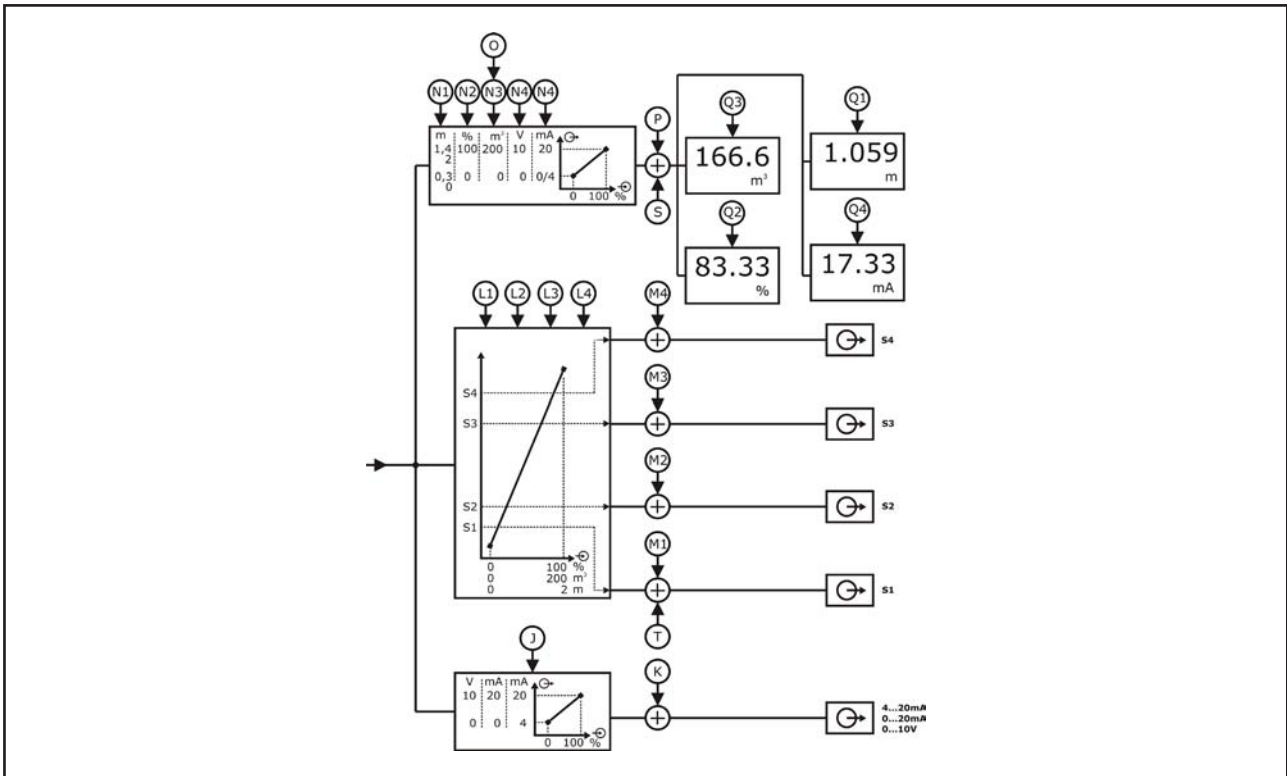 O
N1 N2 N3 N4 N4
m % m³ V mA
1,4 100 200 10 20
2
0,3 0 0 0 0/4
0
0 100 %
P
S
Q3
166.6
m³
Q1
1.059
m
Q2
83.33
%
Q4
17.33
mA
L1 L2 L3 L4
M4
S4
S4
M3
S3
S3
M2
S2
S2
S1
M1
S1
0 100 %
0 200 m³
0 2 m
T
J
K
V mA mA
10 20 20
0 0 4
0 100 %
4...20mA
0...20mA
0...10V